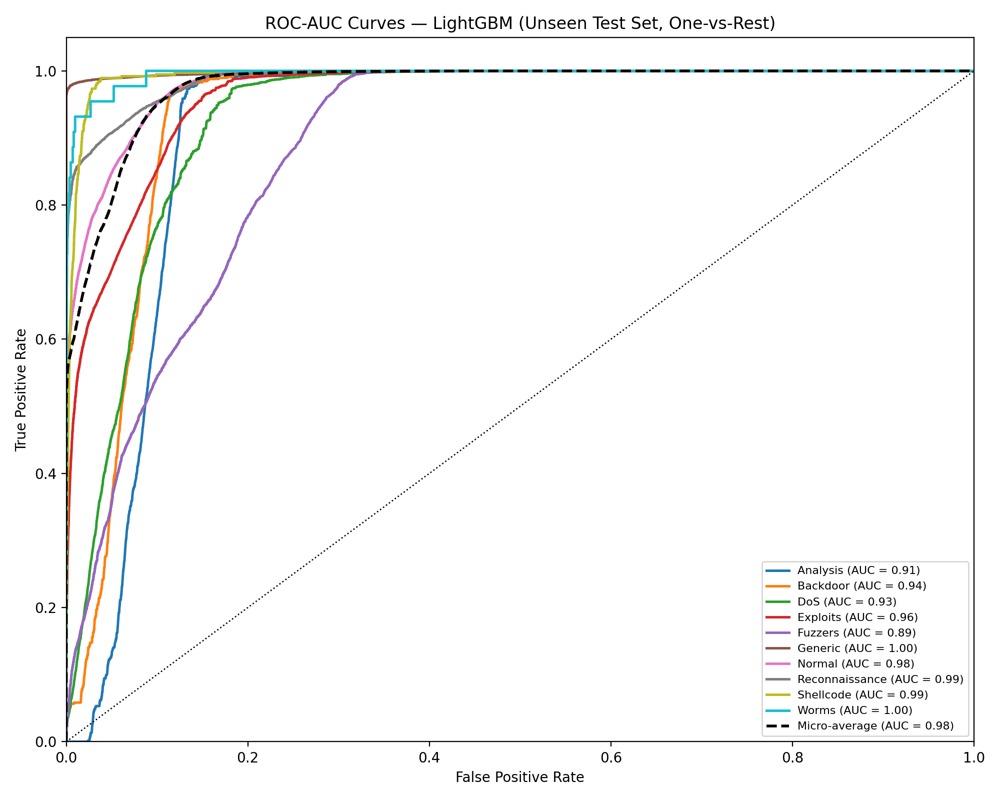 ROC-AUC Curves — LightGBM (Unseen Test Set, One-vs-Rest)
True Positive Rate
1.0
0.8
0.6
0.4
0.2
0.0
0.0
0.2
0.4
0.6
0.8
1.0
False Positive Rate
Analysis (AUC = 0.91)
Backdoor (AUC = 0.94)
DoS (AUC = 0.93)
Exploits (AUC = 0.96)
Fuzzers (AUC = 0.89)
Generic (AUC = 1.00)
Normal (AUC = 0.98)
Reconnaissance (AUC = 0.99)
Shellcode (AUC = 0.99)
Worms (AUC = 1.00)
Micro-average (AUC = 0.98)